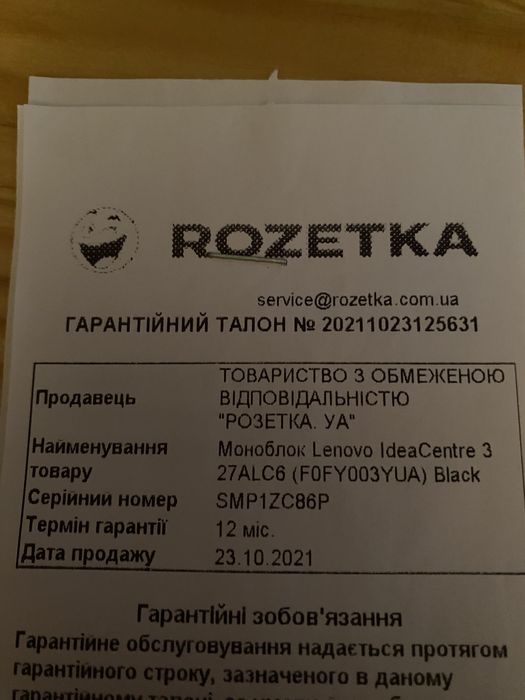 ROZETKA
service@rozetka.com.ua
ГАРАНТІЙНИЙ ТАЛОН № 20211023125631
Продавець
ТОВАРИСТВО З ОБМЕЖЕНОЮ
ВІДПОВІДАЛЬНІСТЮ
"РОЗЕТКА. УА"
Найменування
товару
Моноблок Lenovo IdeaCentre 3
27ALC6 (F0FY003YUA) Black
Серійний номер
SMP1ZC86P
Термін гарантії
12 міс.
Дата продажу
23.10.2021
Гарантійні зобов'язання
Гарантійне обслуговування надається протягом
гарантійного строку, зазначеного в даному